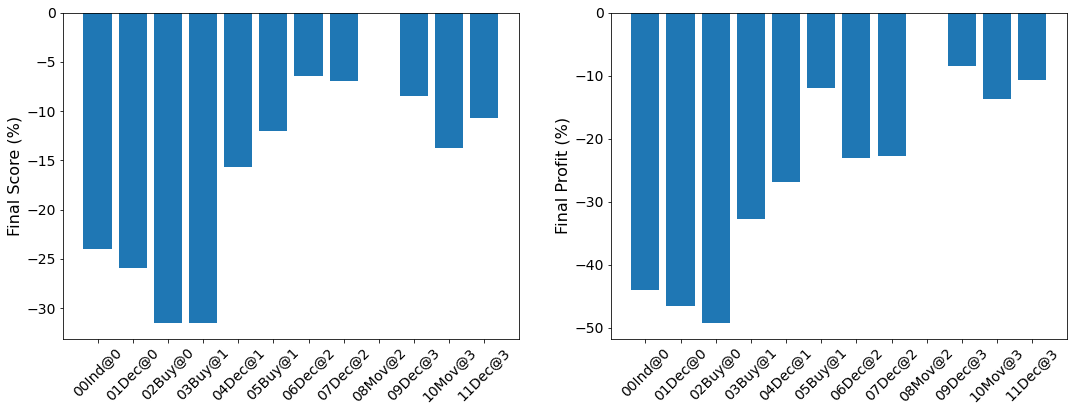 Final Score (%)
0
−5
−10
−15
−20
−25
−30
00Ind@0
01Dec@0
02Buy@0
03Buy@1
04Dec@1
05Buy@1
06Dec@2
07Dec@2
08Mov@2
09Dec@3
10Mov@3
11Dec@3
Final Profit (%)
0
−10
−20
−30
−40
−50
00Ind@0
01Dec@0
02Buy@0
03Buy@1
04Dec@1
05Buy@1
06Dec@2
07Dec@2
08Mov@2
09Dec@3
10Mov@3
11Dec@3